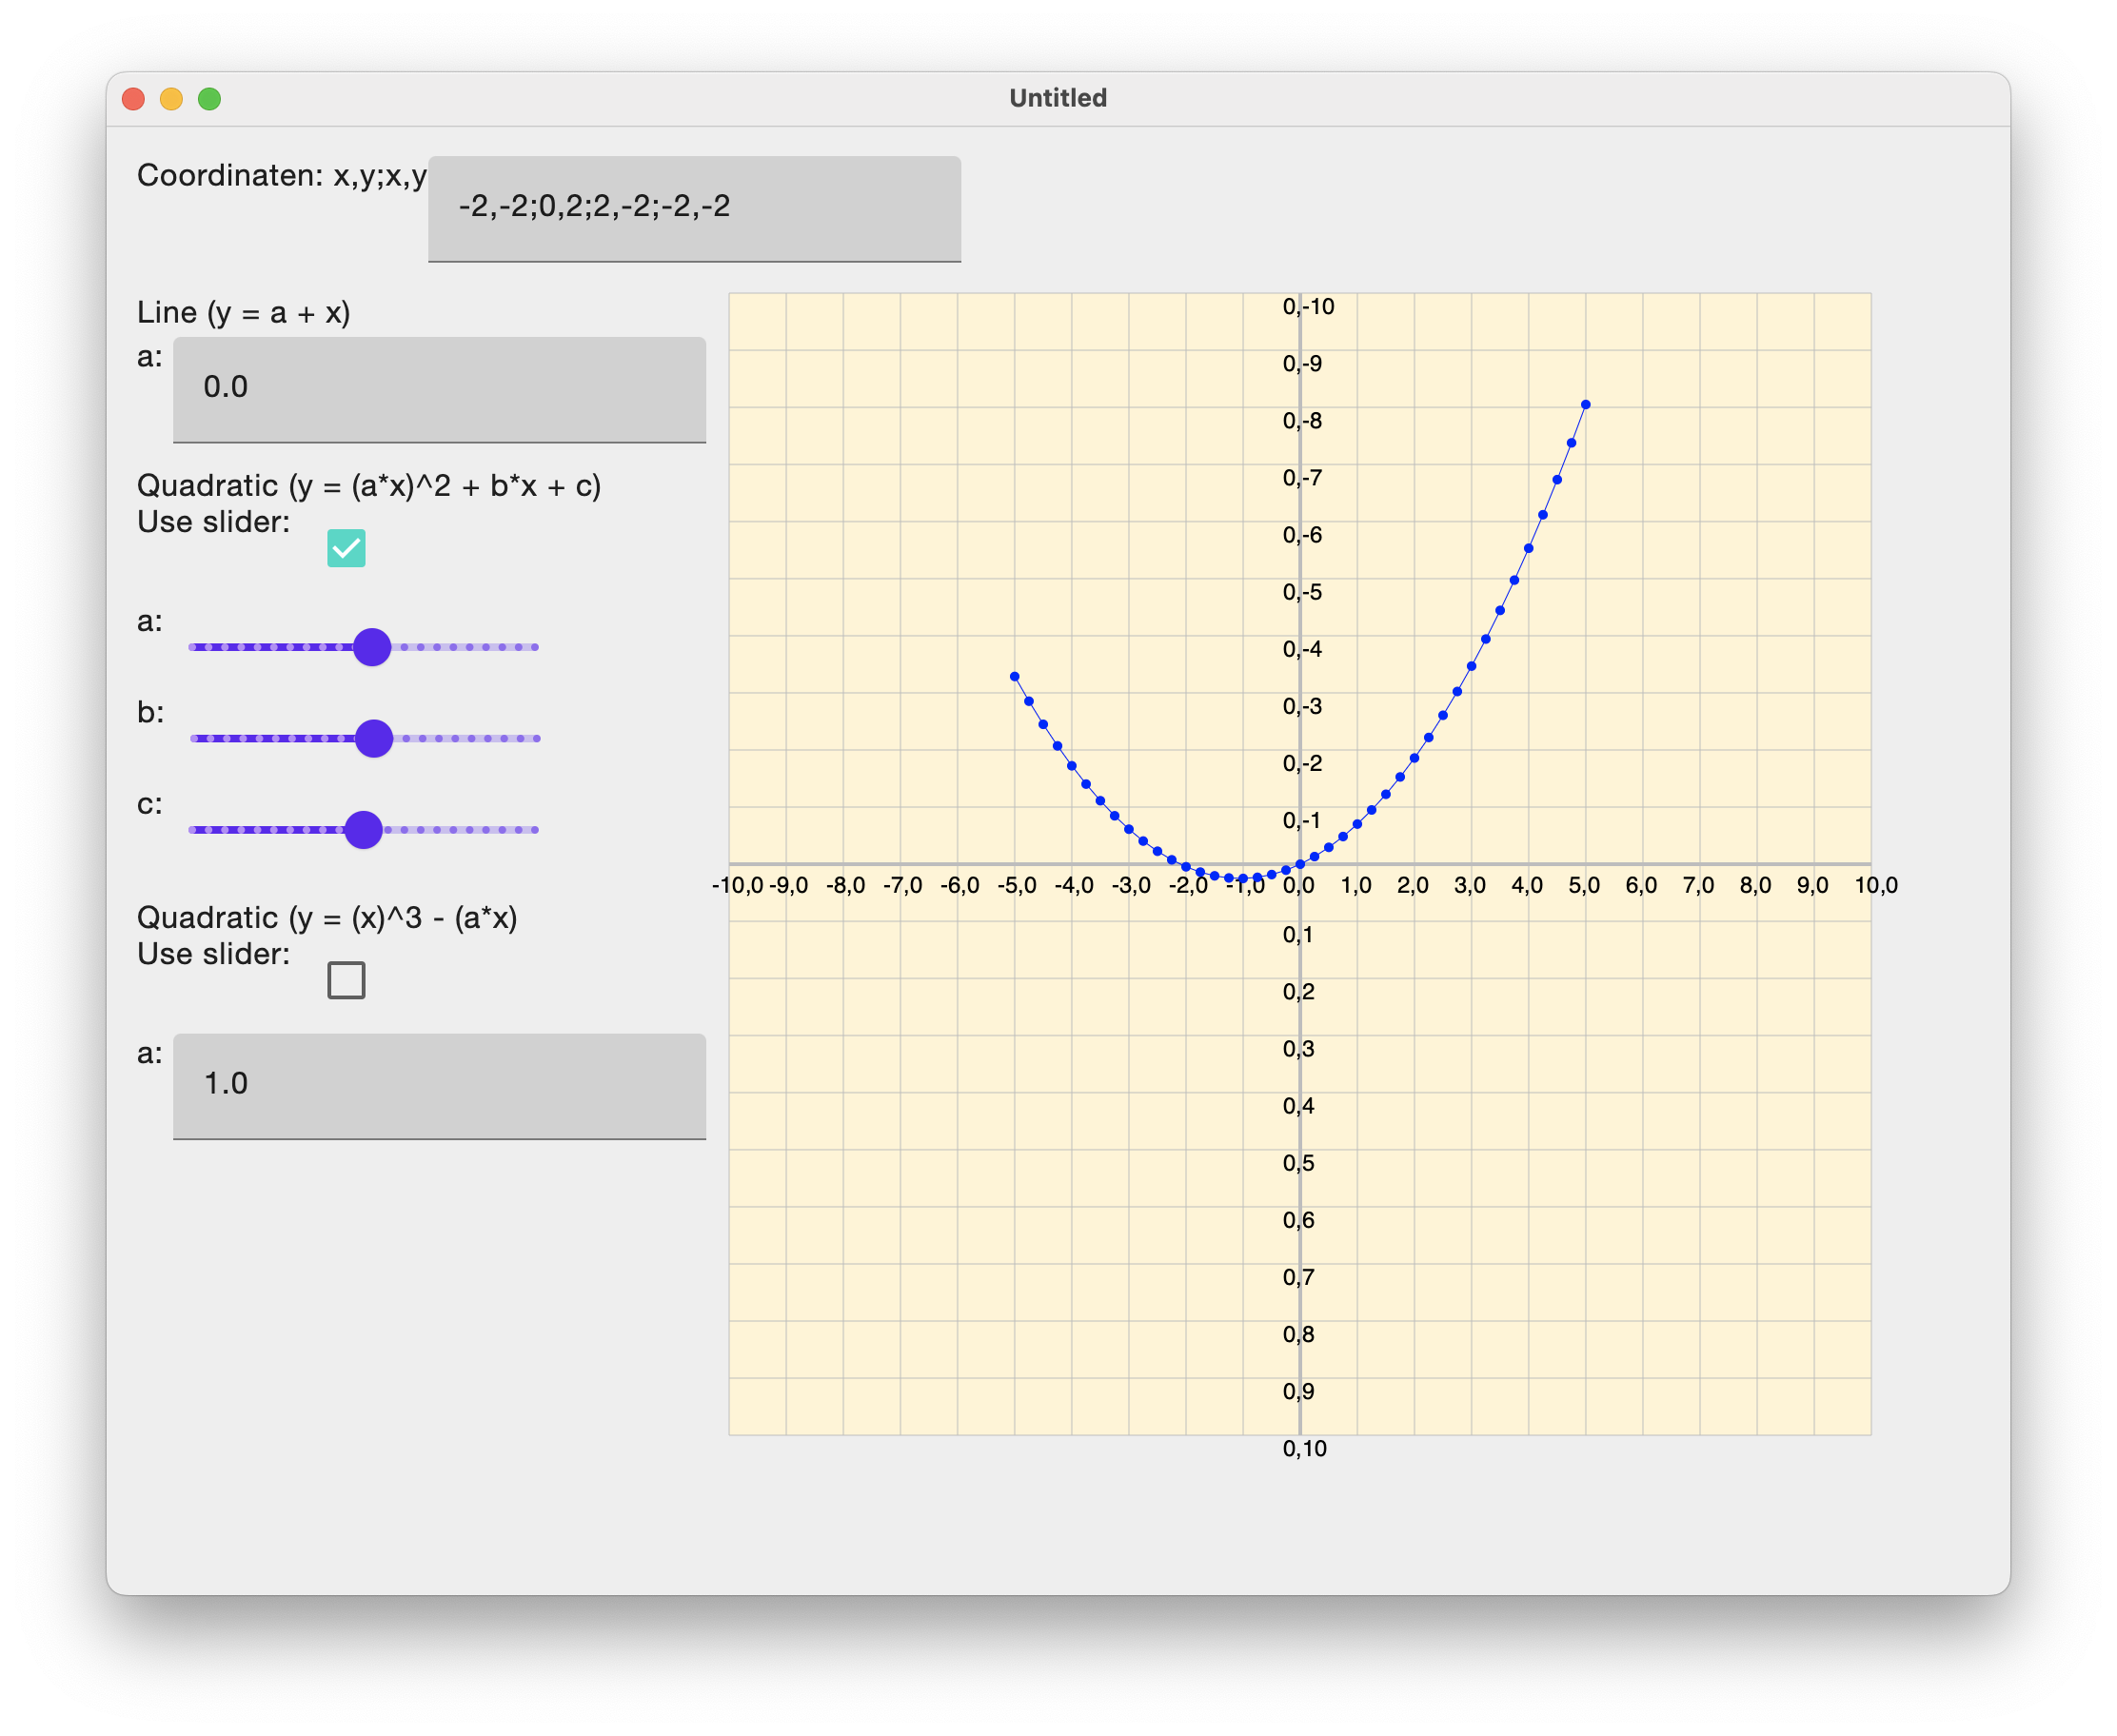 Untitled
Coordinaten: x,y;x,y
-2,-2;0,2;2,-2;-2,-2
Line (y = a + x)
a:
0.0
Quadratic (y = (a*x)^2 + b*x + c)
Use slider:
a:
b:
c:
Quadratic (y = (x)^3 - (a*x)
Use slider:
a:
1.0
0,-10
0,-9
0,-8
0,-7
0,-6
0,-5
0,-4
0,-3
0,-2
0,-1
-10,0 -9,0 -8,0 -7,0 -6,0 -5,0 -4,0 -3,0 -2,0 -1,0 0,0 1,0 2,0 3,0 4,0 5,0 6,0 7,0 8,0 9,0 10,0
0,1
0,2
0,3
0,4
0,5
0,6
0,7
0,8
0,9
0,10